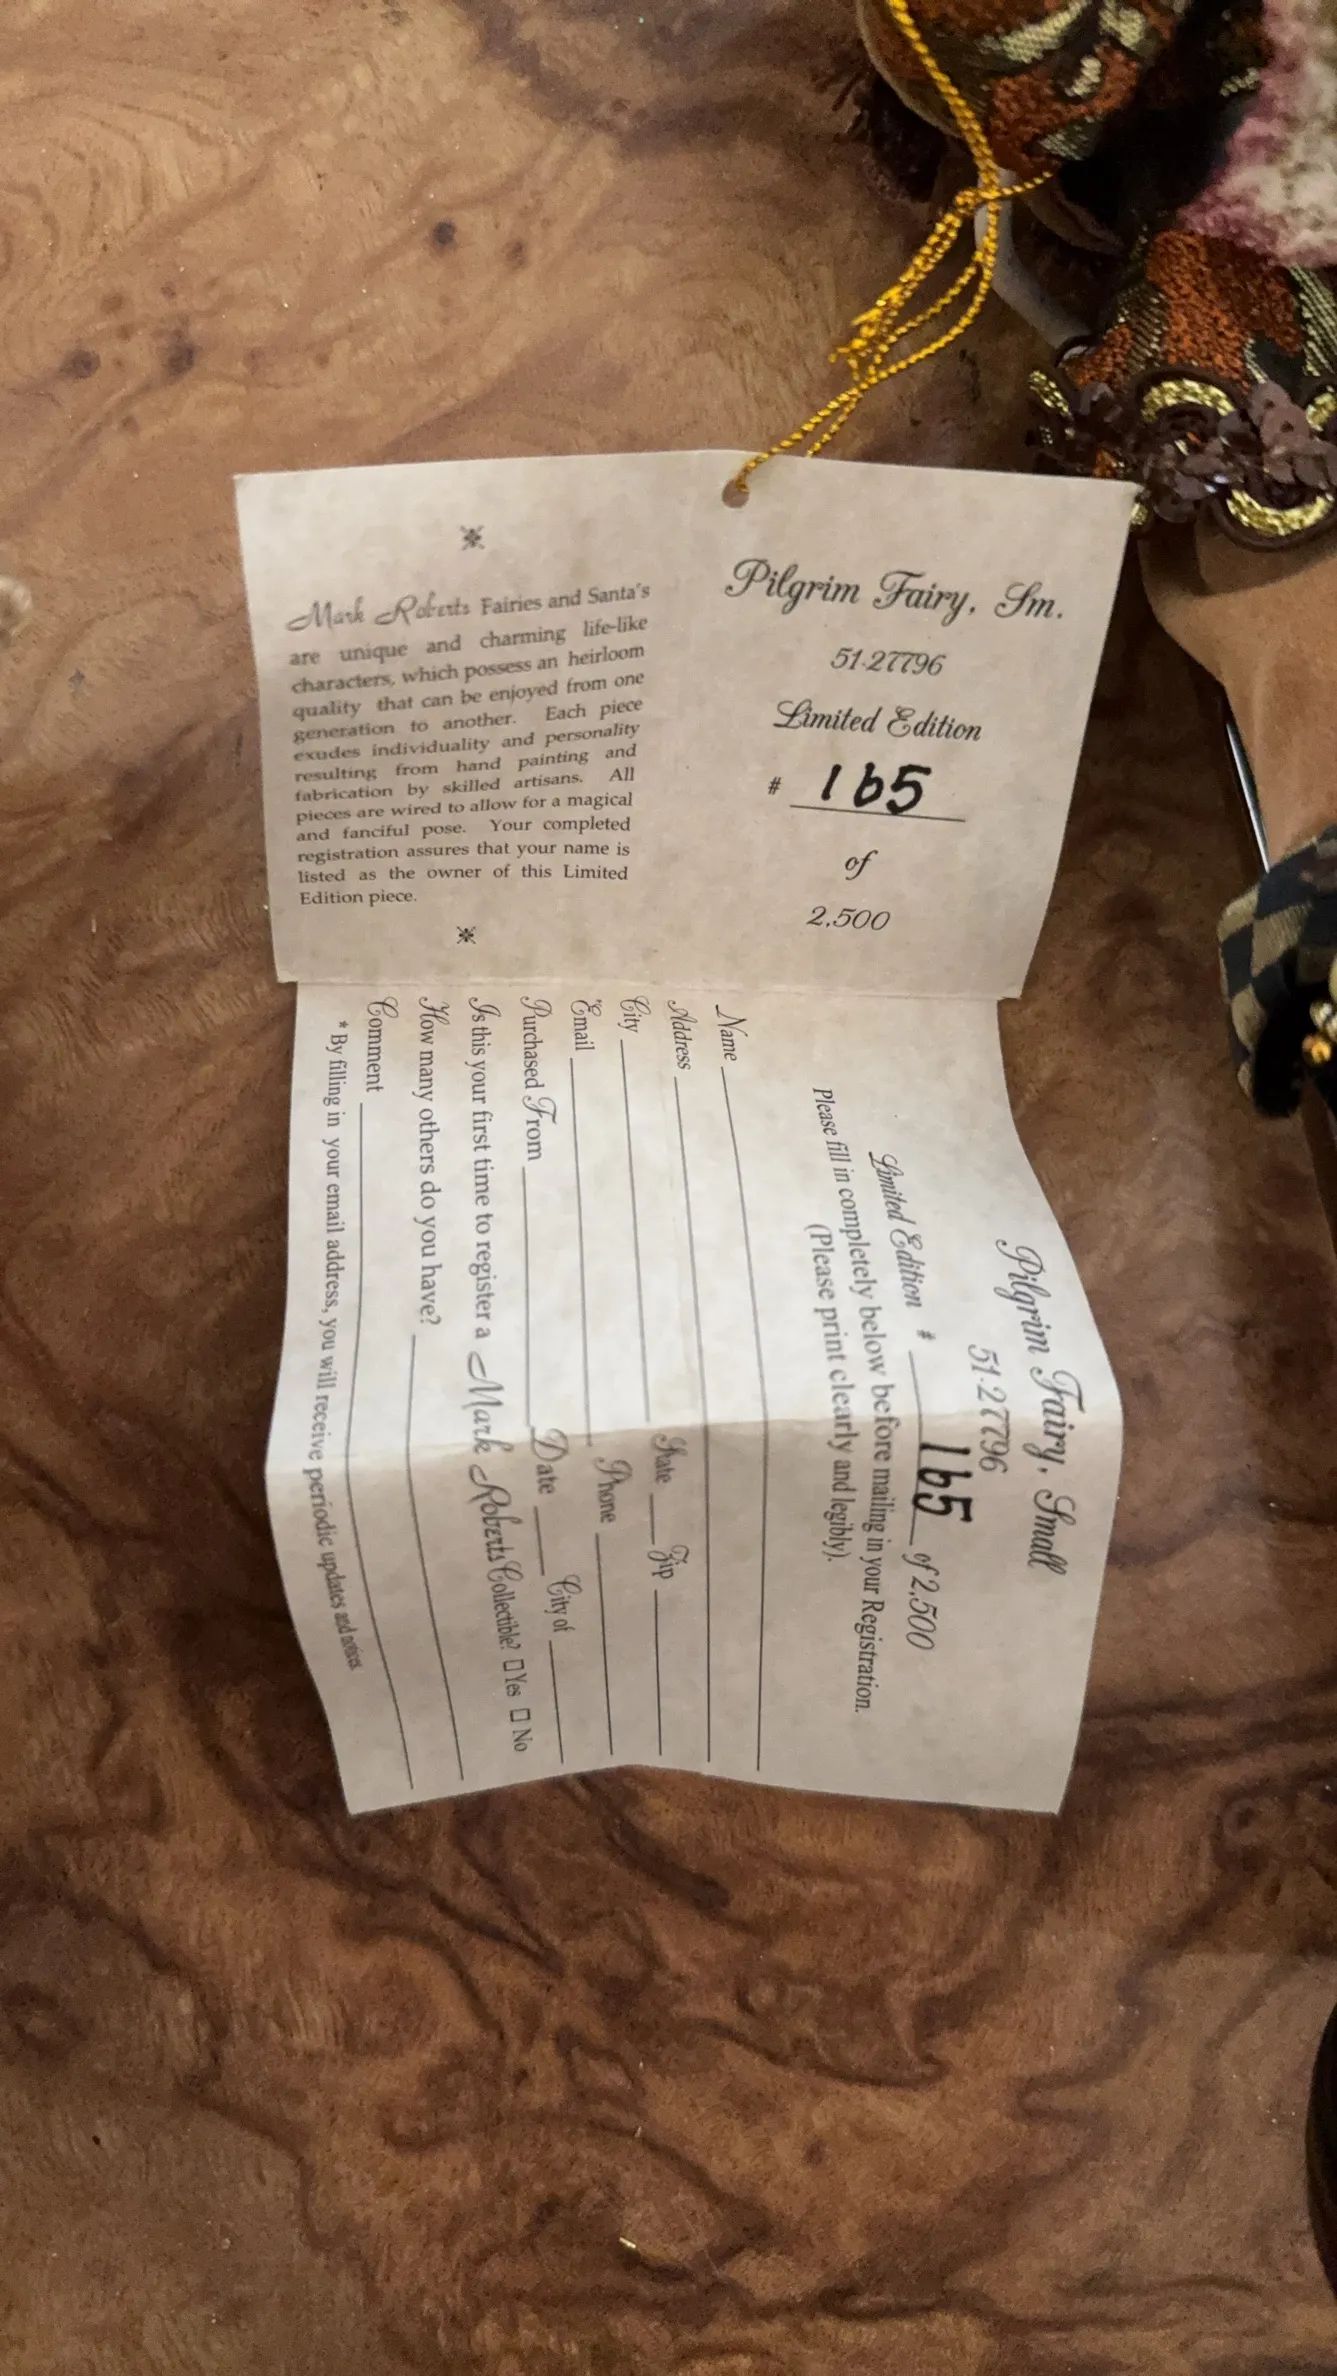 Mark Roberts Fairies and Santa's
are unique and charming life-like
characters, which possess an heirloom
quality that can be enjoyed from one
generation to another. Each piece
exudes individuality and personality
resulting from hand painting and
fabrication by skilled artisans. All
pieces are wired to allow for a magical
and fanciful pose. Your completed
registration assures that your name is
listed as the owner of this Limited
Edition piece.
Pilgrim Fairy, Sm.
51-27796
Limited Edition
# 165
of
2,500
Pilgrim Fairy, Small
51-27796
Limited Edition # 165 of 2,500
Please fill in completely below before mailing in your Registration.
(Please print clearly and legibly).
Name
Address
City State Zip
Email Phone
Purchased From Date City of
Is this your first time to register a Mark Roberts Collectible? □ Yes □ No
How many others do you have?
Comment
* By filling in your email address, you will receive periodic updates and notices.